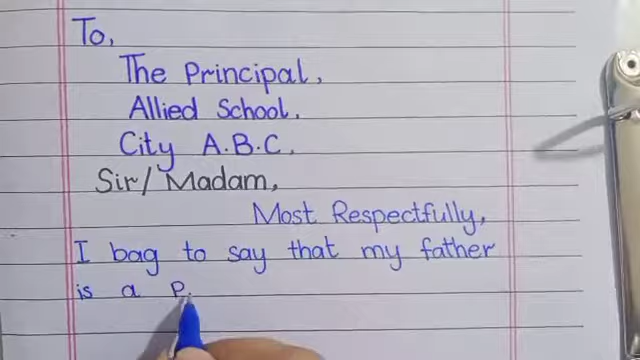 To,
The Principal,
Allied School,
City A.B.C.
Sir/Madam,
Most Respectfully,
I bag to say that my father
is a P